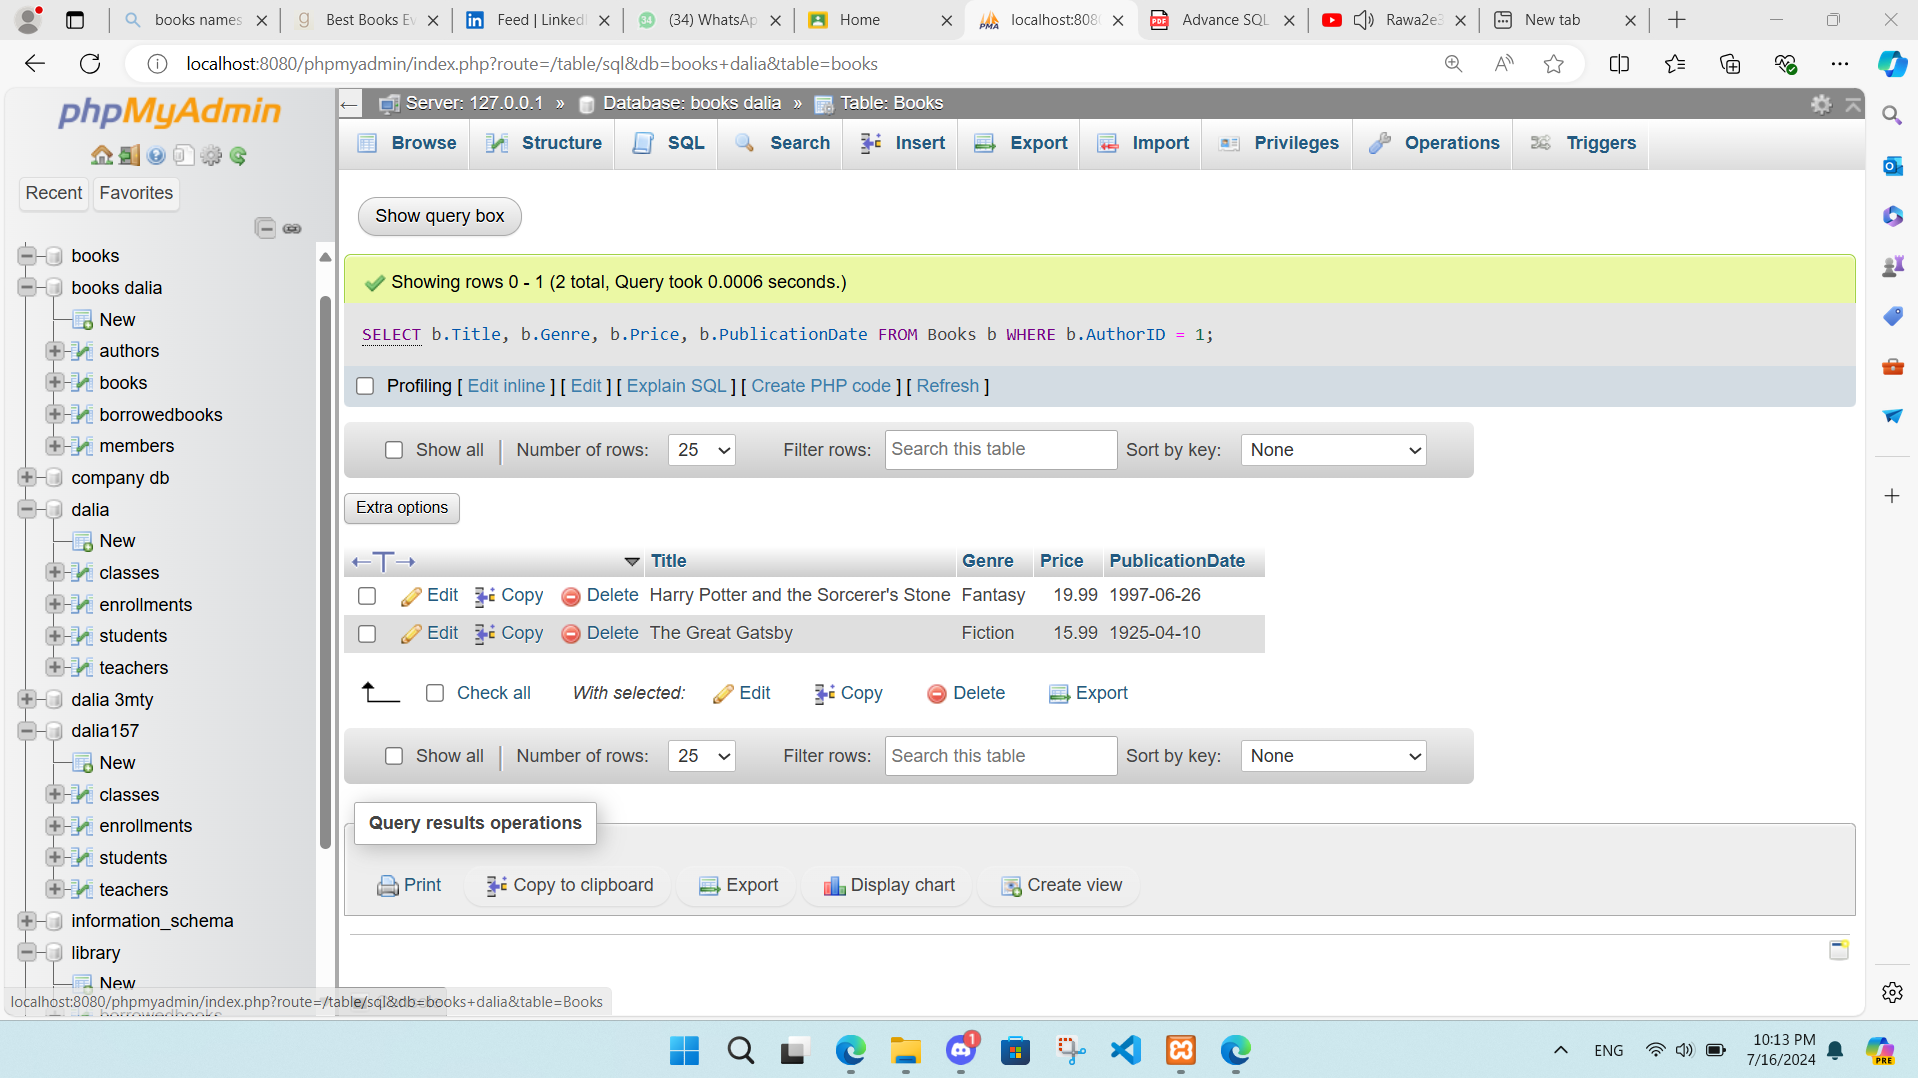 books names
Best Books Ev
Feed | Linkedl
(34) WhatsAp
Home
localhost:808
Advance SQL
Rawa2e3
New tab
localhost:8080/phpmyadmin/index.php?route=/table/sql&db=books+dalia&table=books
phpMyAdmin
Recent
Favorites
books
books dalia
New
authors
books
borrowedbooks
members
company db
dalia
New
classes
enrollments
students
teachers
dalia 3mty
dalia157
New
classes
enrollments
students
teachers
information_schema
library
New
localhost:8080/phpmyadmin/index.php?route=/table/sql&db=books+dalia&table=Books
Server: 127.0.0.1 » Database: books dalia » Table: Books
Browse Structure SQL Search Insert Export Import Privileges Operations Triggers
Show query box
Showing rows 0 - 1 (2 total, Query took 0.0006 seconds.)
SELECT b.Title, b.Genre, b.Price, b.PublicationDate FROM Books b WHERE b.AuthorID = 1;
Profiling [ Edit inline ] [ Edit ] [ Explain SQL ] [ Create PHP code ] [ Refresh ]
Show all Number of rows: 25 Filter rows: Search this table Sort by key: None
Extra options
Title Genre Price PublicationDate
Edit Copy Delete Harry Potter and the Sorcerer's Stone Fantasy 19.99 1997-06-26
Edit Copy Delete The Great Gatsby Fiction 15.99 1925-04-10
Check all With selected: Edit Copy Delete Export
Show all Number of rows: 25 Filter rows: Search this table Sort by key: None
Query results operations
Print Copy to clipboard Export Display chart Create view
ENG
10:13 PM
7/16/2024